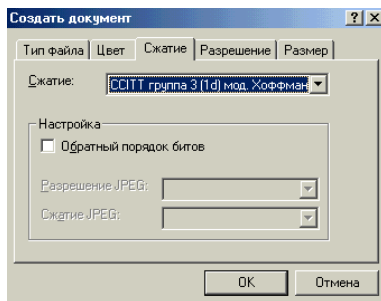 Создать документ
Тип файла Цвет Сжатие Разрешение Размер
Сжатие: CCITT группа 3 (1d) мод. Хоффман
Настройка
Обратный порядок битов
Разрешение JPEG:
Сжатие JPEG:
OK Отмена